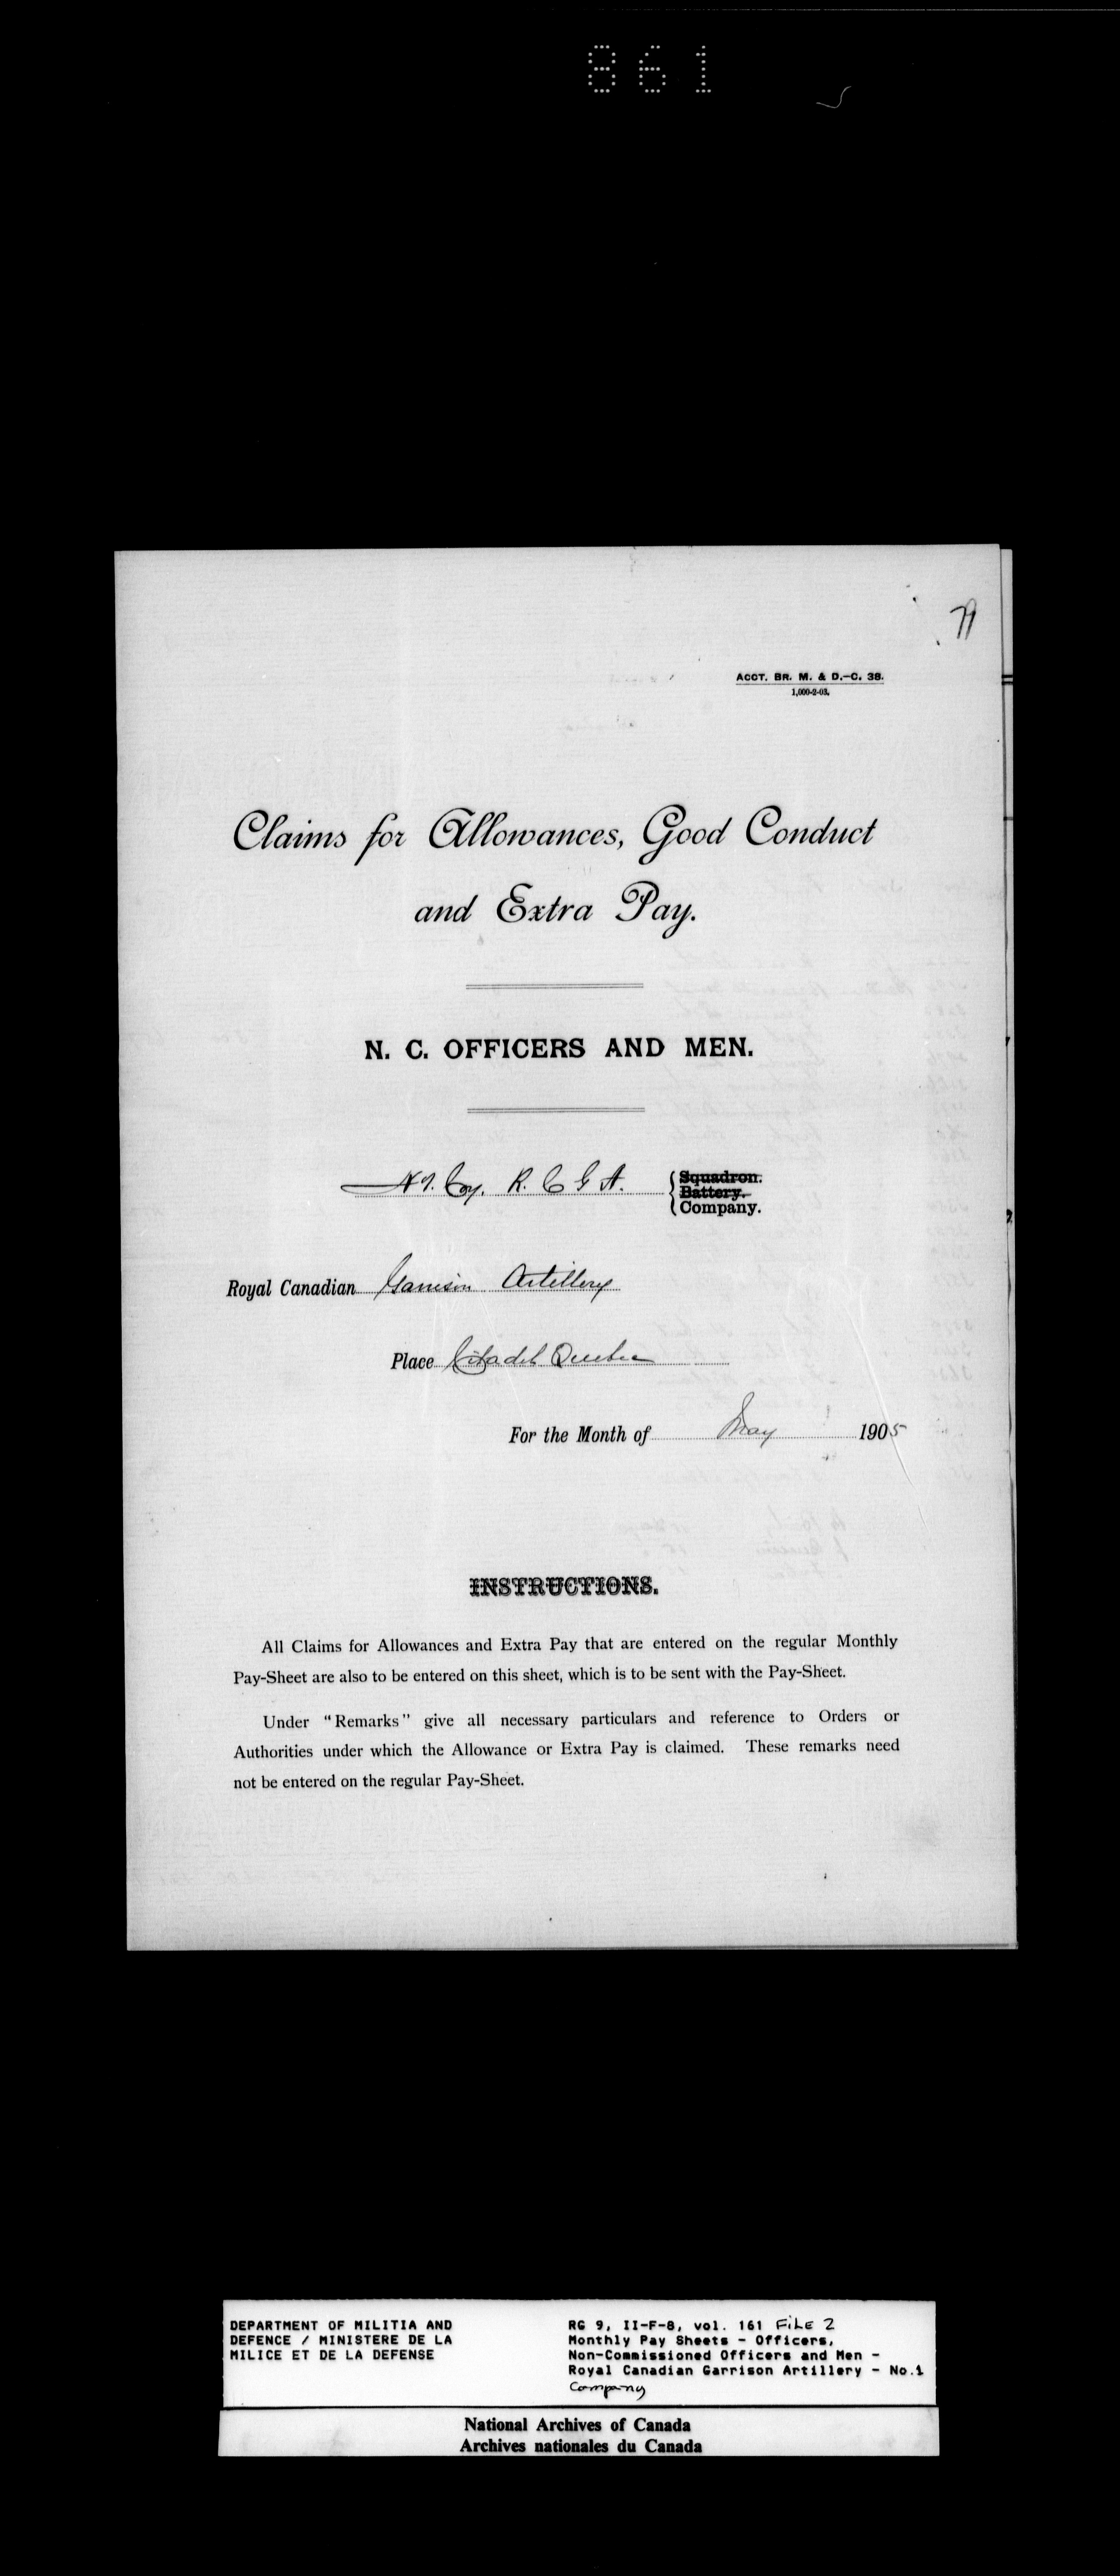 861
ACCT. BR. M. & D.–C. 38.
1,000-2-03.
Claims for Allowances, Good Conduct
and Extra Pay.
N. C. OFFICERS AND MEN.
Coy. R. C G A. Squadron.
Battery.
Company.
Royal Canadian Garrison Artillery
Place Citadel Quebec
For the Month of May 1905
INSTRUCTIONS.
All Claims for Allowances and Extra Pay that are entered on the regular Monthly
Pay-Sheet are also to be entered on this sheet, which is to be sent with the Pay-Sheet.
Under "Remarks" give all necessary particulars and reference to Orders or
Authorities under which the Allowance or Extra Pay is claimed. These remarks need
not be entered on the regular Pay-Sheet.
DEPARTMENT OF MILITIA AND
DEFENCE / MINISTERE DE LA
MILICE ET DE LA DEFENSE
RG 9, II-F-8, vol. 161 FiLE 2
Monthly Pay Sheets - Officers,
Non-Commissioned Officers and Men -
Royal Canadian Garrison Artillery - No.1
Company
National Archives of Canada
Archives nationales du Canada